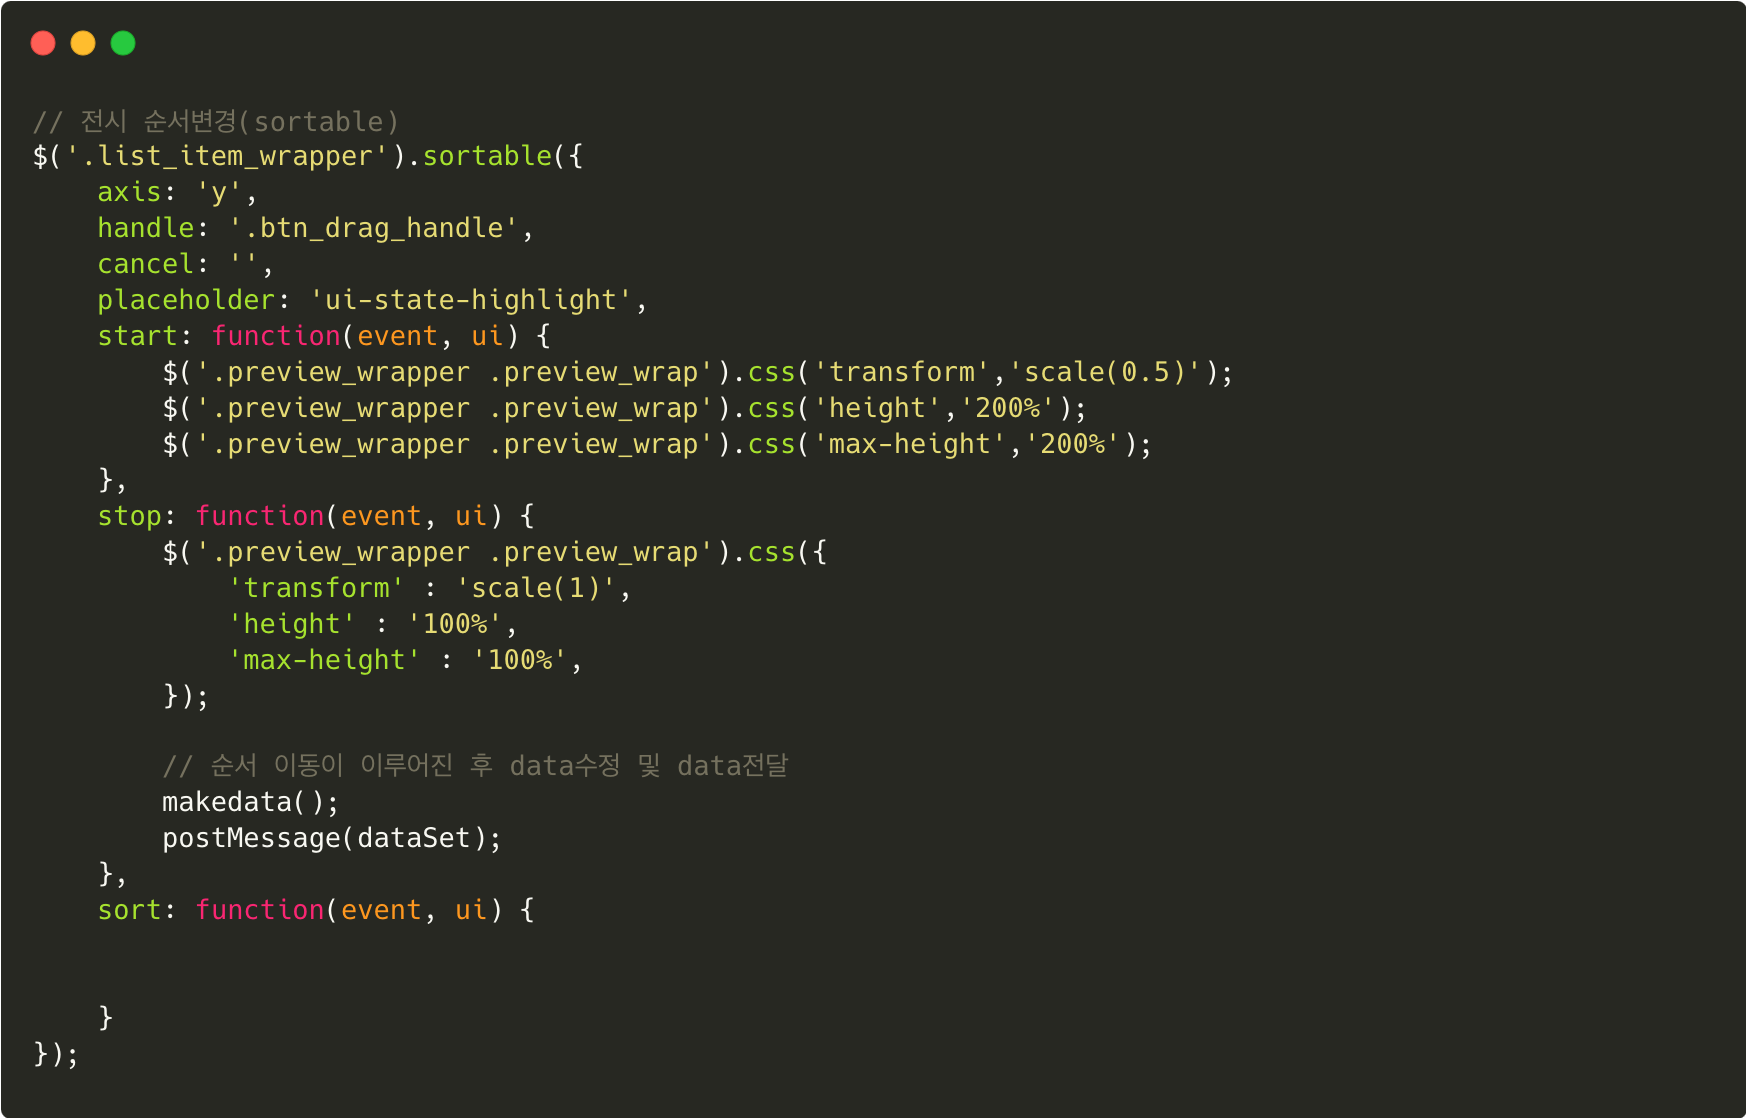 // 전시 순서변경(sortable)
$('.list_item_wrapper').sortable({
    axis: 'y',
    handle: '.btn_drag_handle',
    cancel: '',
    placeholder: 'ui-state-highlight',
    start: function(event, ui) {
        $('.preview_wrapper .preview_wrap').css('transform','scale(0.5)');
        $('.preview_wrapper .preview_wrap').css('height','200%');
        $('.preview_wrapper .preview_wrap').css('max-height','200%');
    },
    stop: function(event, ui) {
        $('.preview_wrapper .preview_wrap').css({
            'transform' : 'scale(1)',
            'height' : '100%',
            'max-height' : '100%',
        });

        // 순서 이동이 이루어진 후 data수정 및 data전달
        makedata();
        postMessage(dataSet);
    },
    sort: function(event, ui) {


    }
});